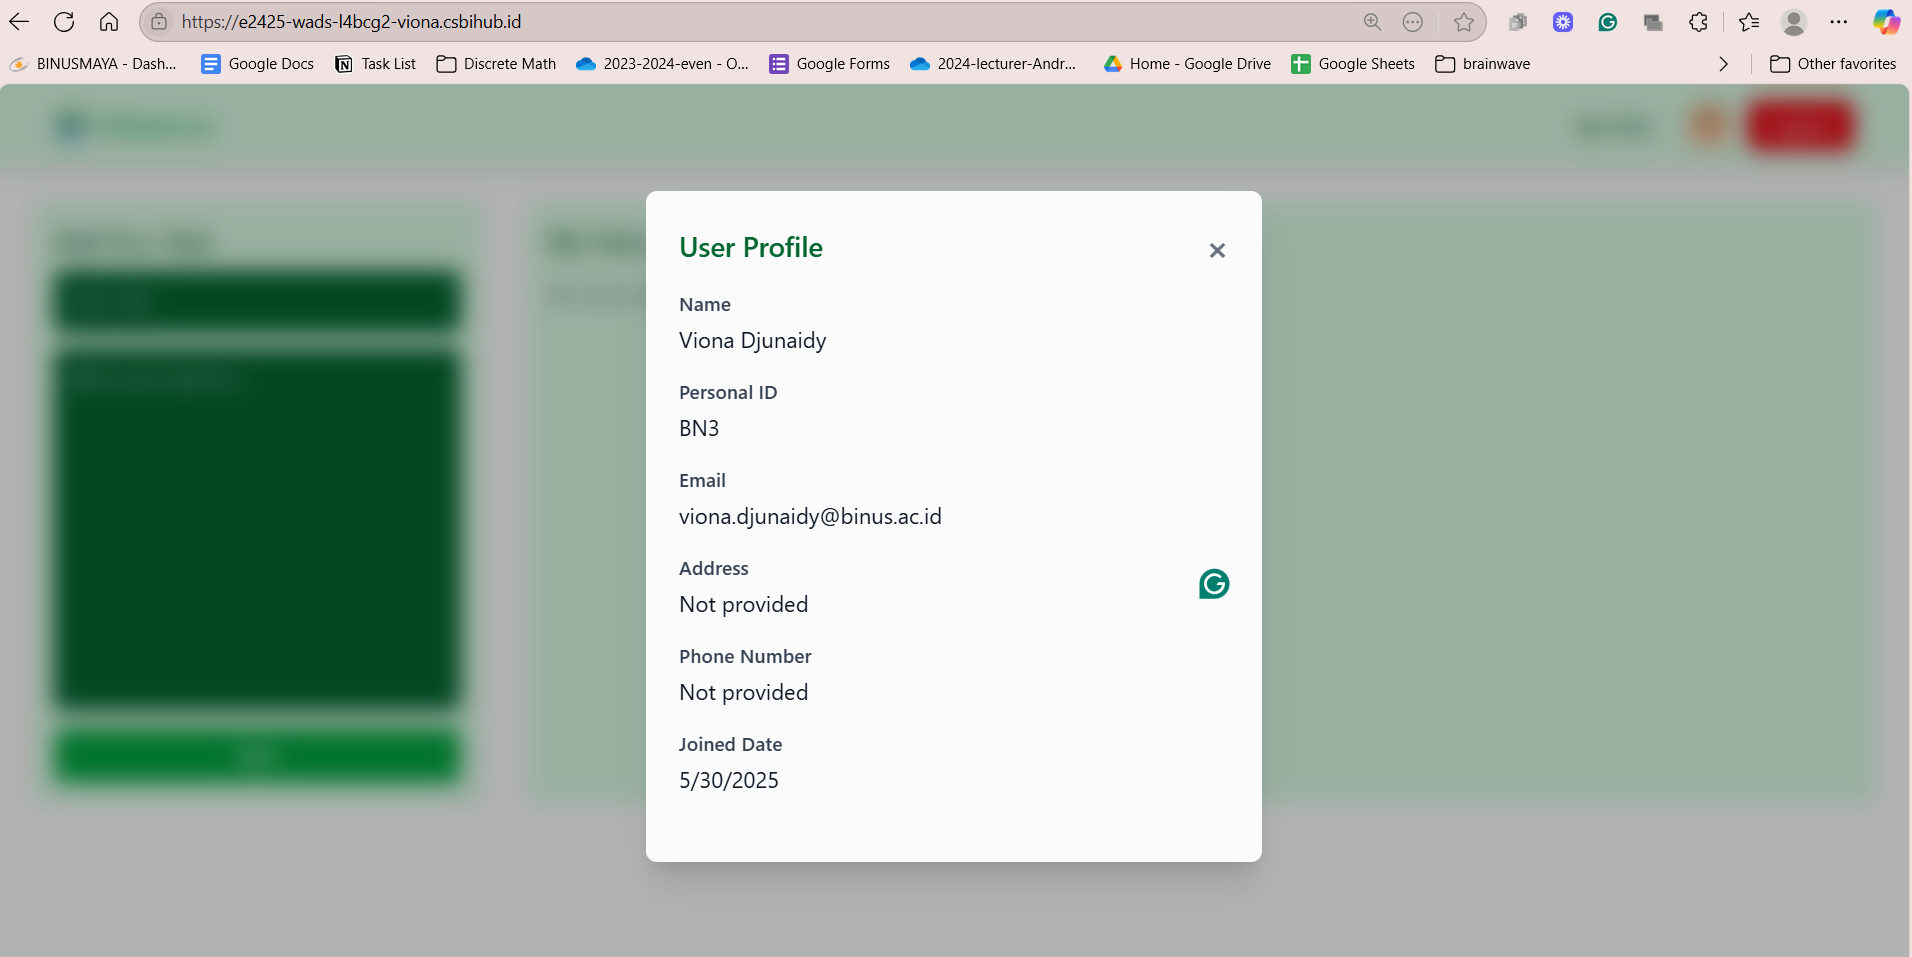 https://e2425-wads-l4bcg2-viona.csbihub.id
BINUSMAYA - Dash...
Google Docs
Task List
Discrete Math
2023-2024-even - O...
Google Forms
2024-lecturer-Andr...
Home - Google Drive
Google Sheets
brainwave
Other favorites
User Profile
Name
Viona Djunaidy
Personal ID
BN3
Email
viona.djunaidy@binus.ac.id
Address
Not provided
Phone Number
Not provided
Joined Date
5/30/2025